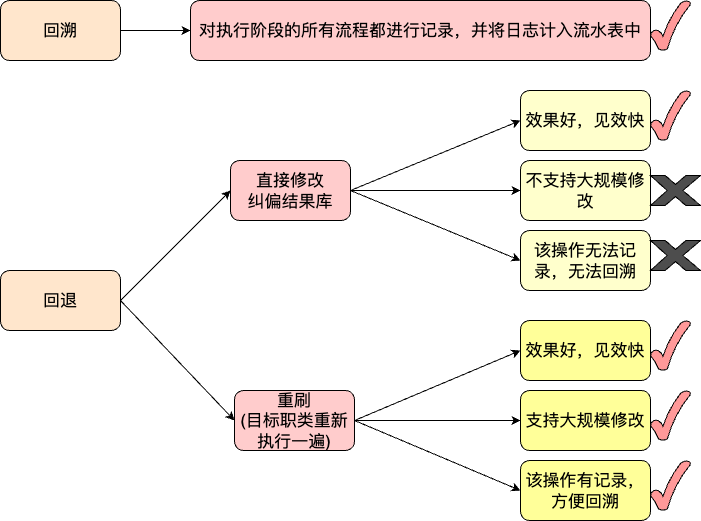 回溯
对执行阶段的所有流程都进行记录，并将日志计入流水表中
效果好，见效快
直接修改
纠偏结果库
不支持大规模修
改
该操作无法记
录，无法回溯
回退
效果好，见效快
重刷
(目标职类重新
执行一遍)
支持大规模修改
该操作有记录，
方便回溯